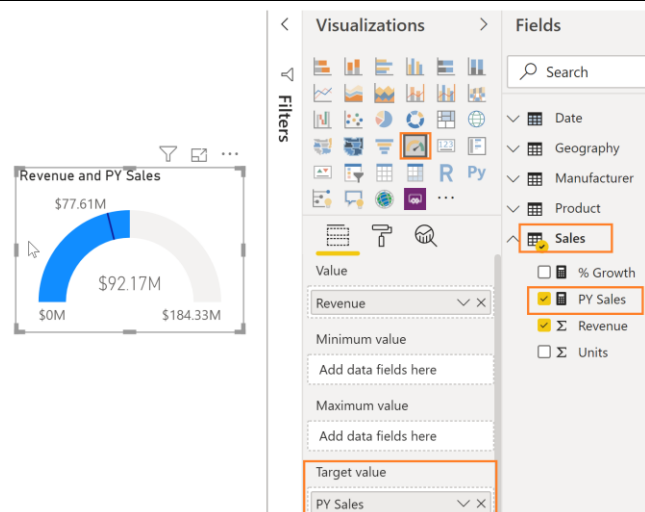 Revenue and PY Sales
$77.61M
$92.17M
$0M
$184.33M
Filters
Visualizations
123
R
Py
Value
Revenue
Minimum value
Add data fields here
Maximum value
Add data fields here
Target value
PY Sales
Fields
Search
Date
Geography
Manufacturer
Product
Sales
% Growth
PY Sales
Σ Revenue
Σ Units